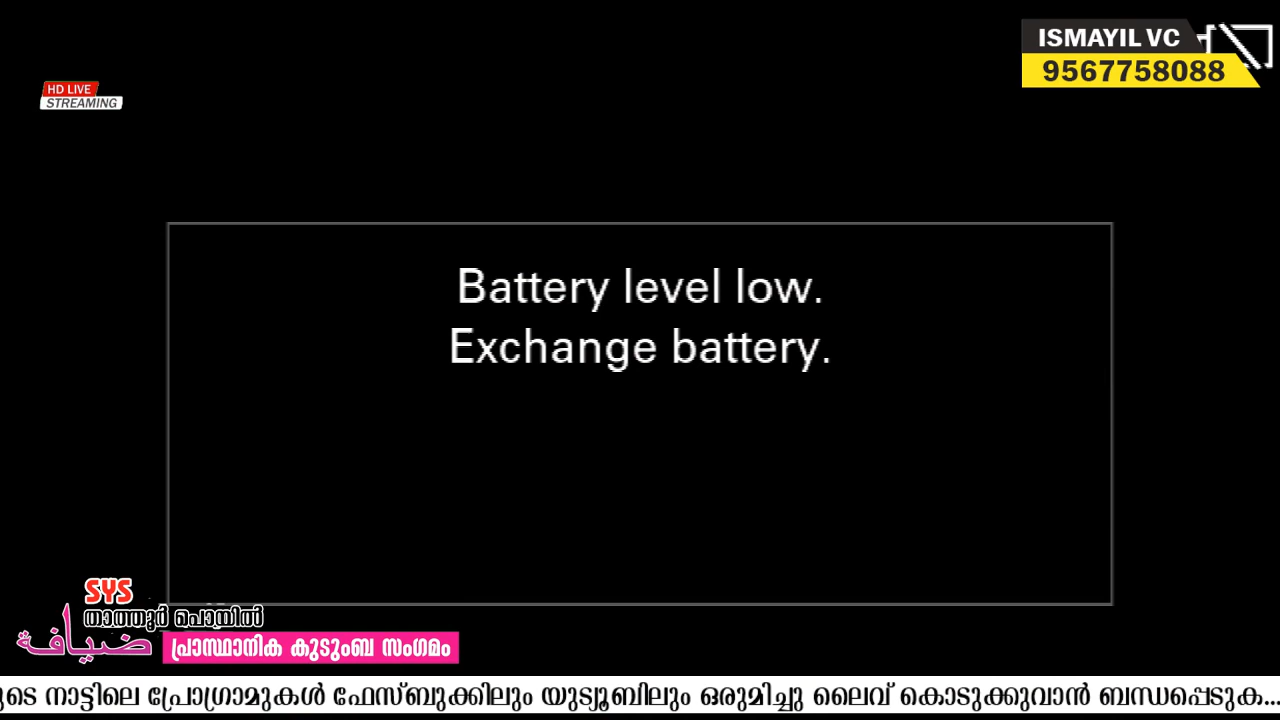 ISMAYIL VC
9567758088
HD LIVE
STREAMING
Battery level low.
Exchange battery.
SYS
താത്തൂർ പൊയിൽ
ضيافة
പ്രാസ്ഥാനിക കുടുംബ സംഗമം
നാട്ടിലെ പ്രോഗ്രാമുകൾ ഫേസ്ബുക്കിലും യുട്യൂബിലും ഒരുമിച്ചു ലൈവ് കൊടുക്കുവാൻ ബന്ധപ്പെടുക...